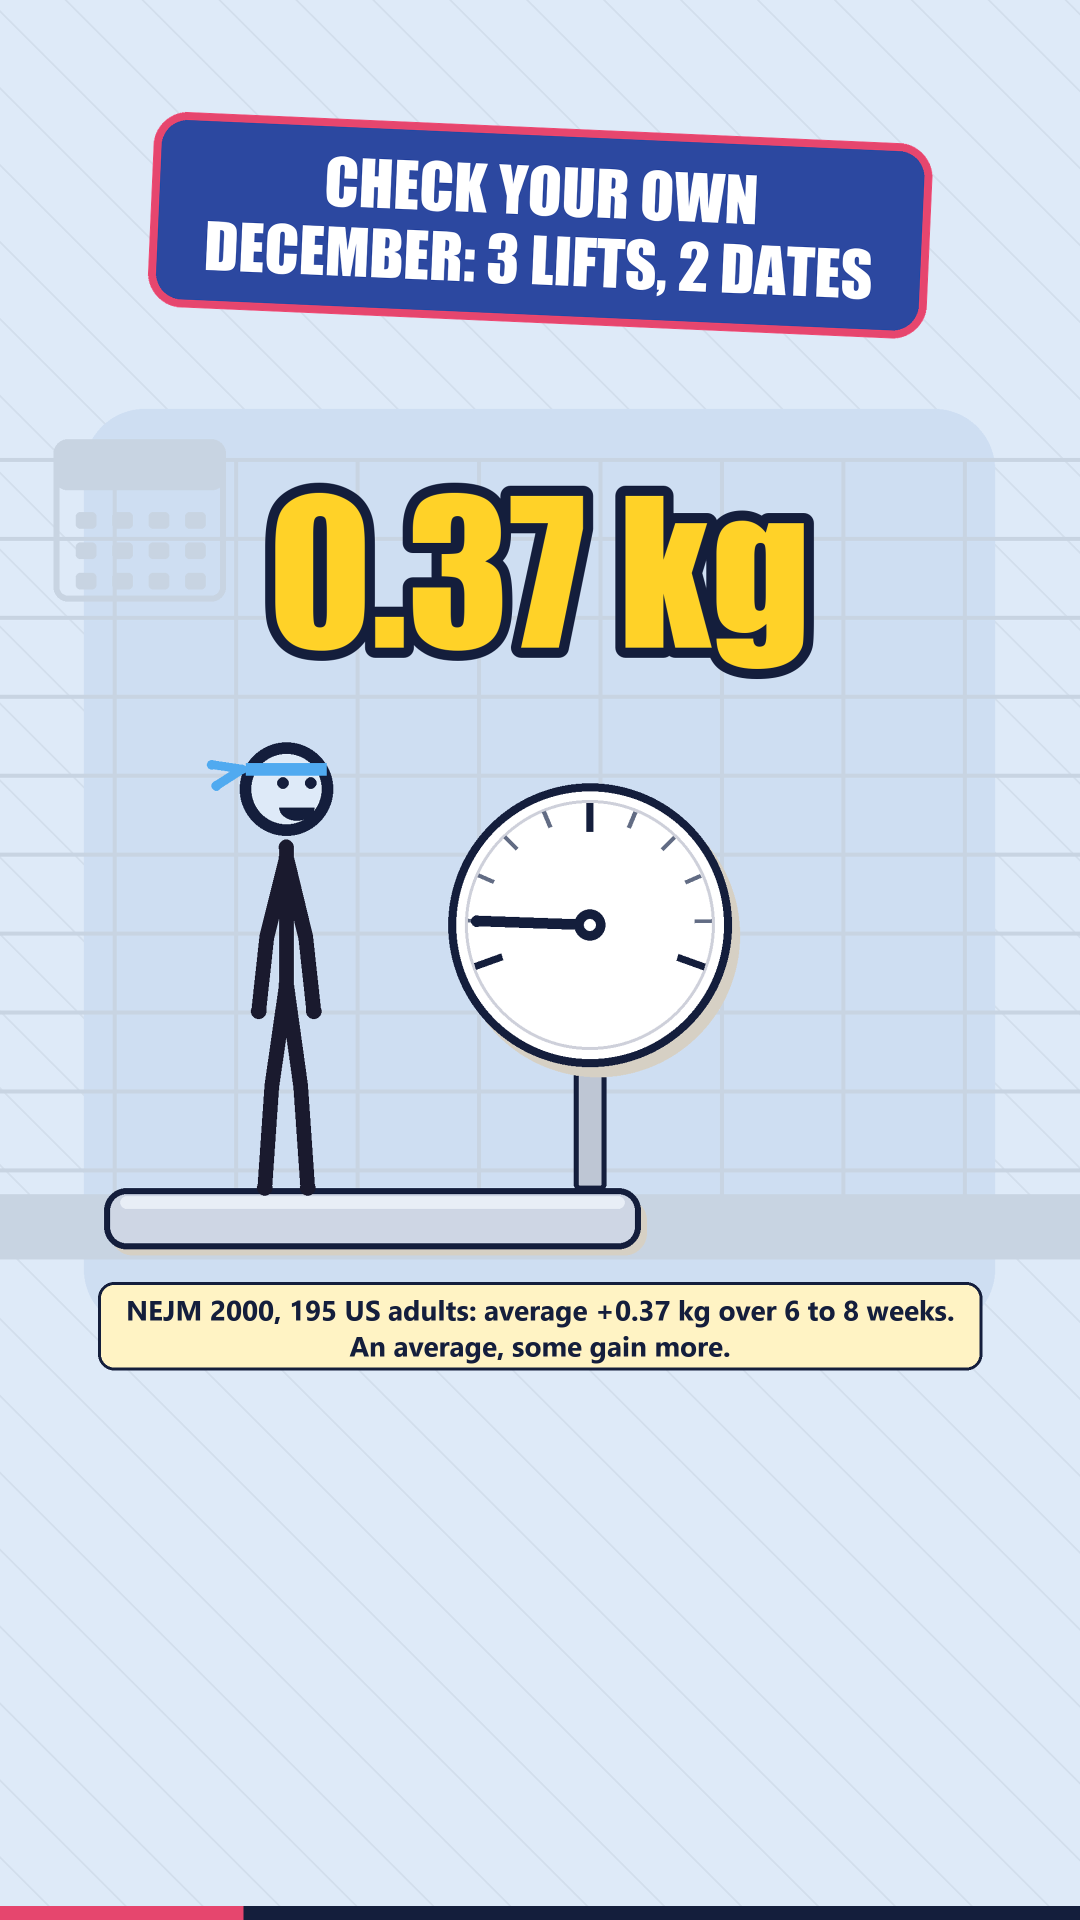 CHECK YOUR OWN
DECEMBER: 3 LIFTS, 2 DATES
0.37 kg
NEJM 2000, 195 US adults: average +0.37 kg over 6 to 8 weeks.
An average, some gain more.